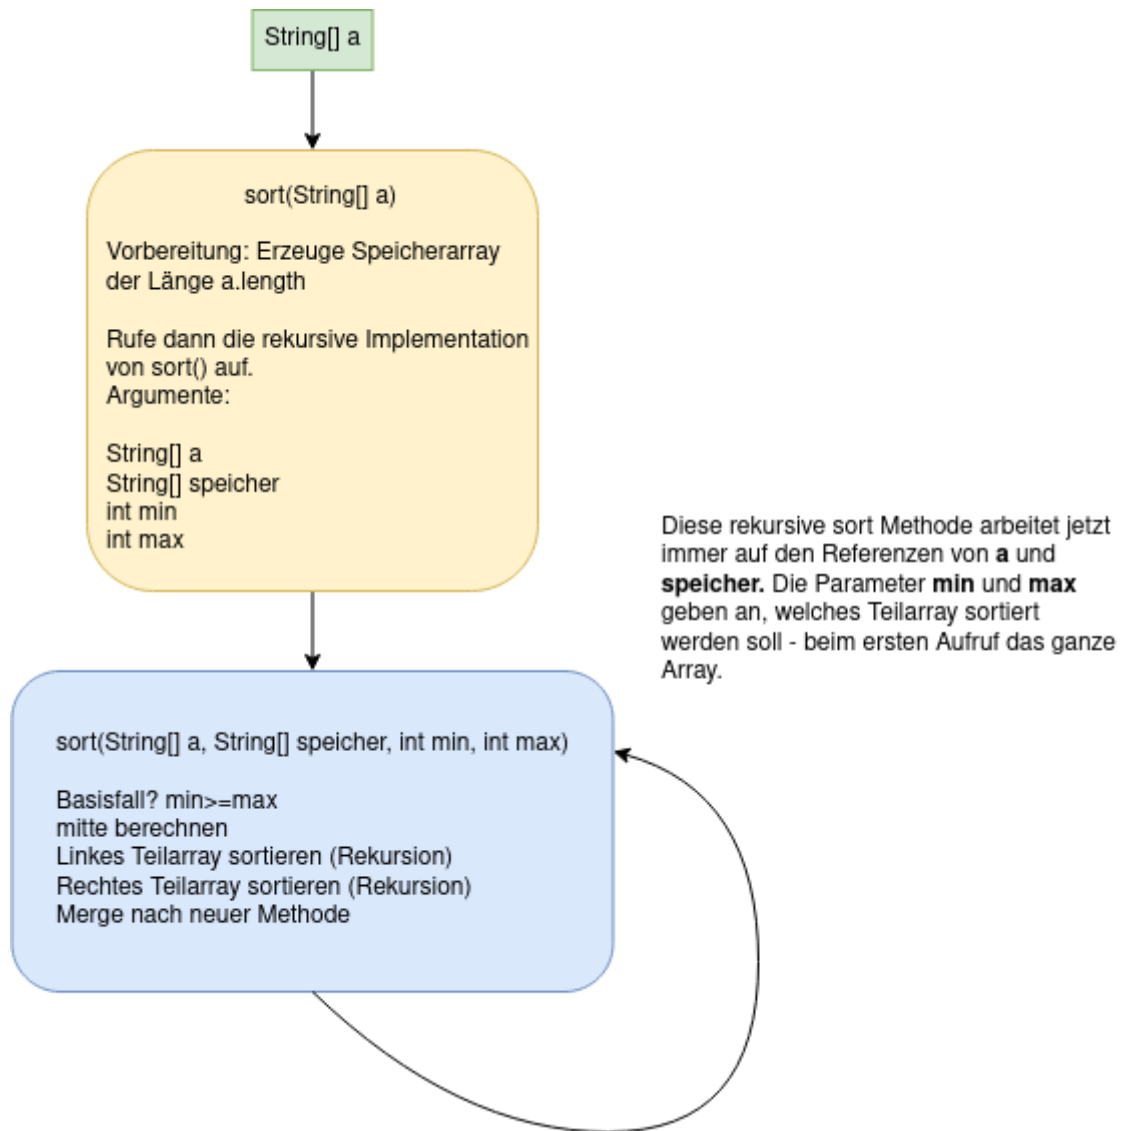 String[] a
sort(String[] a)
Vorbereitung: Erzeuge Speicherarray
der Länge a.length
Rufe dann die rekursive Implementation
von sort() auf.
Argumente:
String[] a
String[] speicher
int min
int max
Diese rekursive sort Methode arbeitet jetzt
immer auf den Referenzen von a und
speicher. Die Parameter min und max
geben an, welches Teilarray sortiert
werden soll - beim ersten Aufruf das ganze
Array.
sort(String[] a, String[] speicher, int min, int max)
Basisfall? min>=max
mitte berechnen
Linkes Teilarray sortieren (Rekursion)
Rechtes Teilarray sortieren (Rekursion)
Merge nach neuer Methode